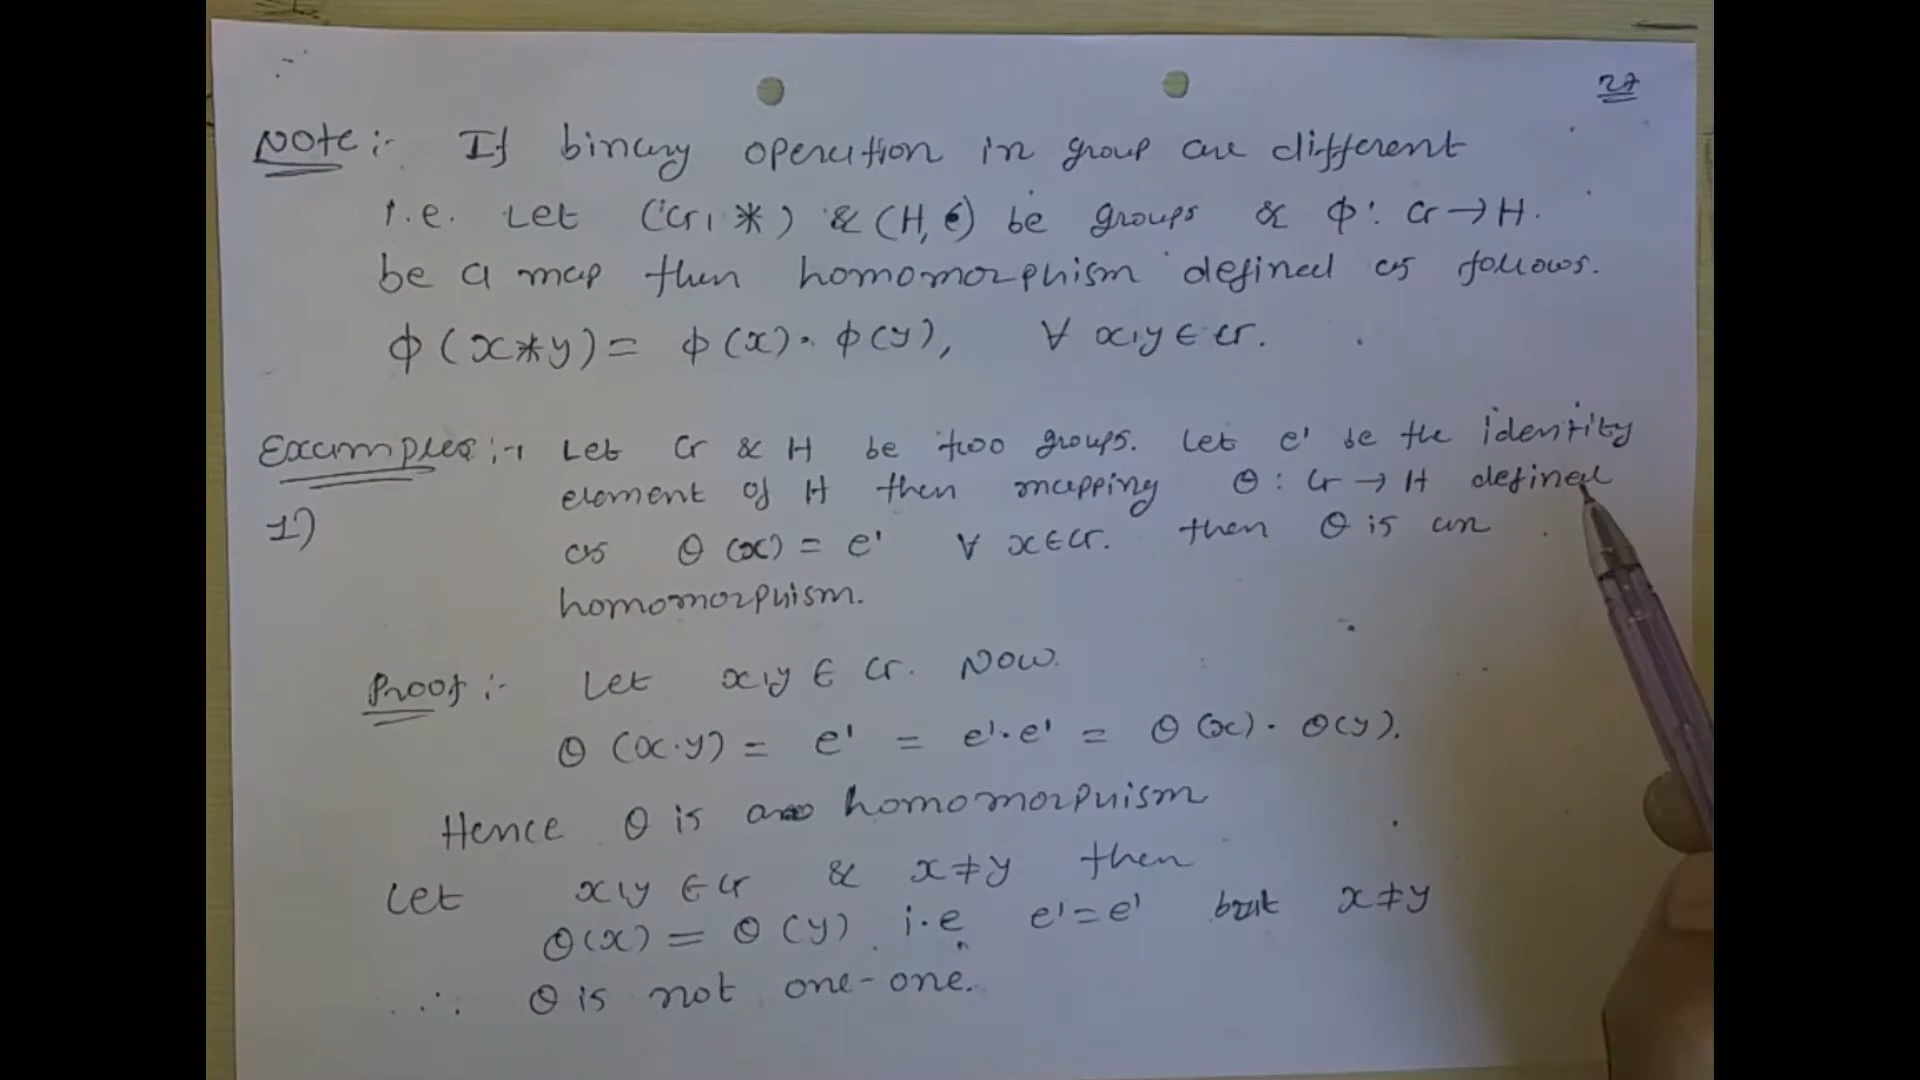 27
Note :- If binary operation in group are different
i.e. Let (G, *) & (H, •) be groups & ϕ : G → H.
be a map then homomorphism defined as follows.
ϕ(x*y) = ϕ(x)·ϕ(y), ∀ x,y ∈ G.
Examples :- Let G & H be two groups. Let e' be the identity
1) element of H then mapping θ : G → H defined
as θ(x) = e' ∀ x∈G. then θ is an
homomorphism.
Proof :- Let x,y ∈ G. Now.
θ(x·y) = e' = e'·e' = θ(x)·θ(y).
Hence θ is a homomorphism
Let x,y ∈ G & x≠y then
θ(x) = θ(y) i.e e'=e' but x≠y
∴ θ is not one-one.